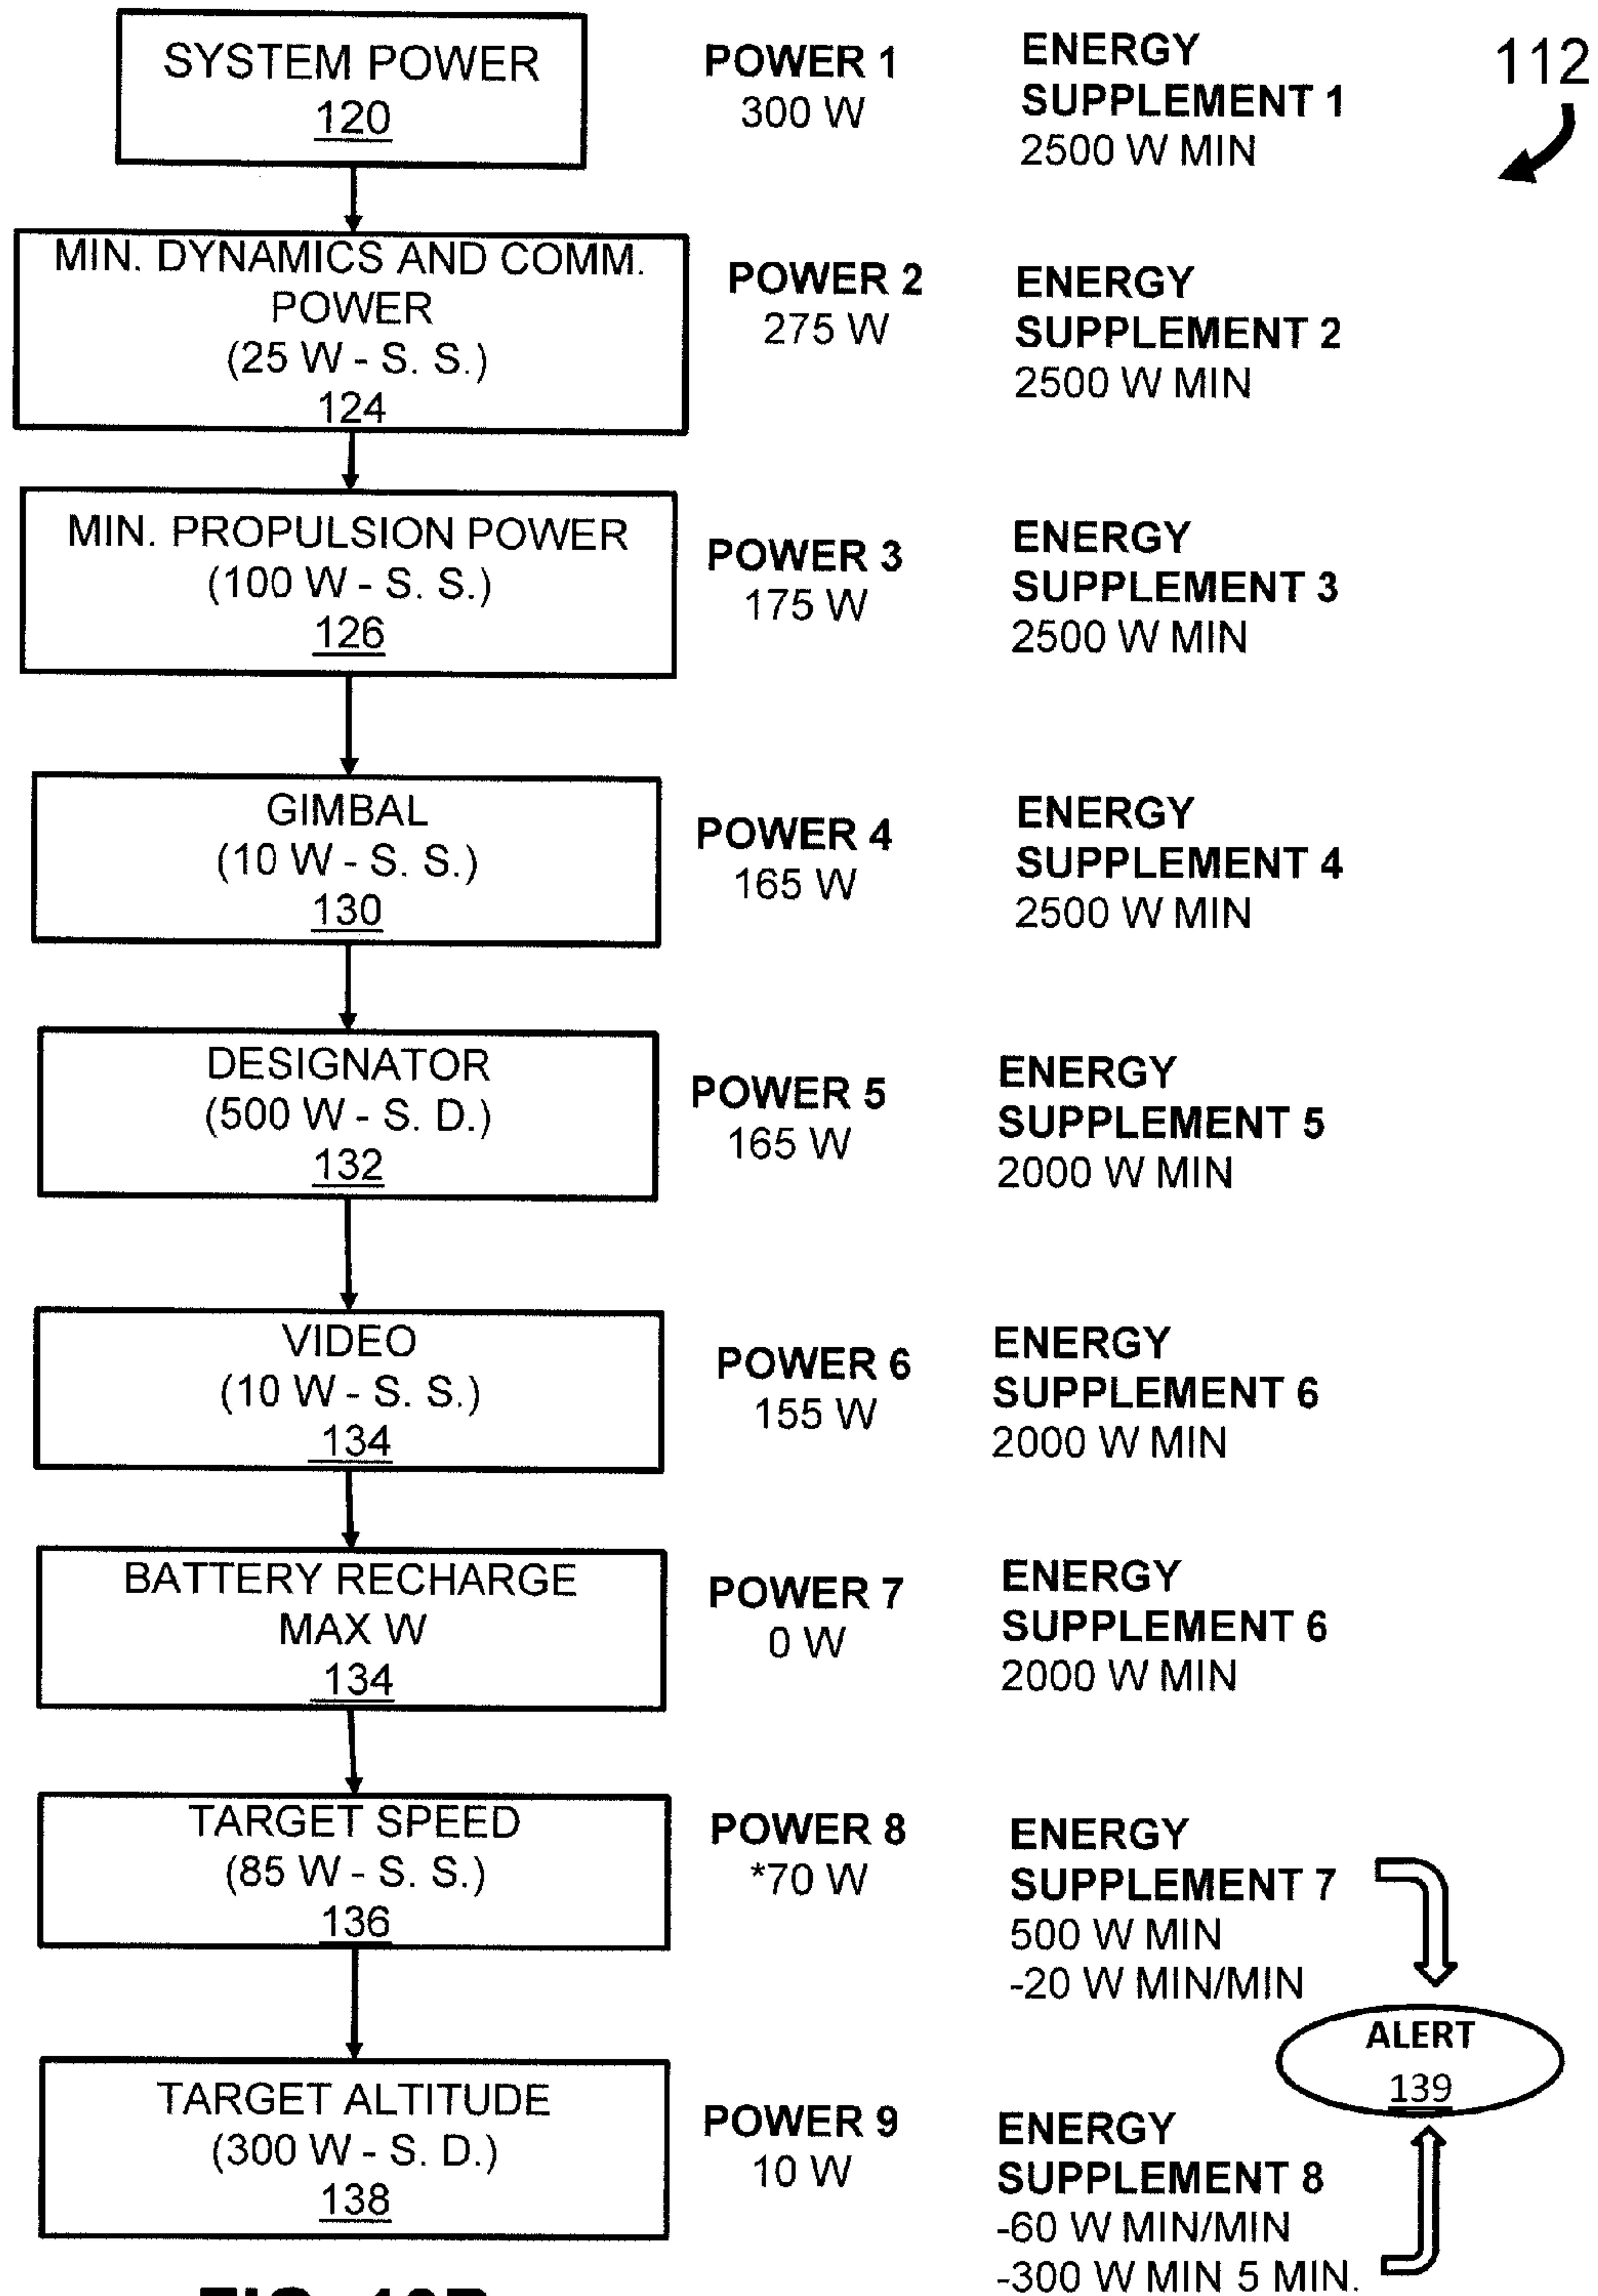 SYSTEM POWER
120
POWER 1
300 W
ENERGY
SUPPLEMENT 1
2500 W MIN
112
MIN. DYNAMICS AND COMM.
POWER
(25 W - S. S.)
124
POWER 2
275 W
ENERGY
SUPPLEMENT 2
2500 W MIN
MIN. PROPULSION POWER
(100 W - S. S.)
126
POWER 3
175 W
ENERGY
SUPPLEMENT 3
2500 W MIN
GIMBAL
(10 W - S. S.)
130
POWER 4
165 W
ENERGY
SUPPLEMENT 4
2500 W MIN
DESIGNATOR
(500 W - S. D.)
132
POWER 5
165 W
ENERGY
SUPPLEMENT 5
2000 W MIN
VIDEO
(10 W - S. S.)
134
POWER 6
155 W
ENERGY
SUPPLEMENT 6
2000 W MIN
BATTERY RECHARGE
MAX W
134
POWER 7
0 W
ENERGY
SUPPLEMENT 6
2000 W MIN
TARGET SPEED
(85 W - S. S.)
136
POWER 8
*70 W
ENERGY
SUPPLEMENT 7
500 W MIN
-20 W MIN/MIN
ALERT
139
TARGET ALTITUDE
(300 W - S. D.)
138
POWER 9
10 W
ENERGY
SUPPLEMENT 8
-60 W MIN/MIN
-300 W MIN 5 MIN.